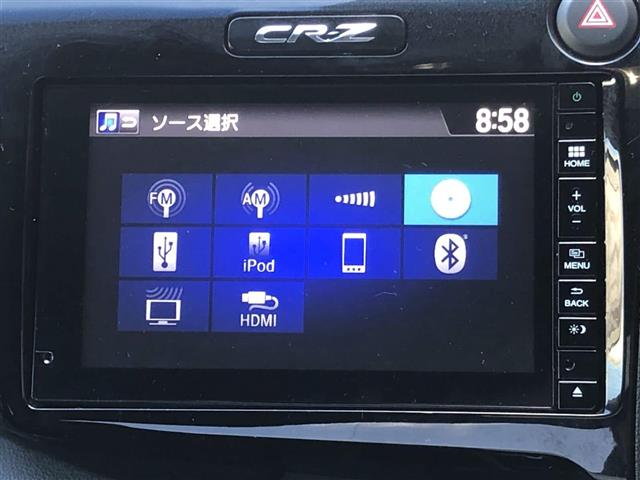 CR-Z
ソース選択
8:58
FM
AM
iPod
HDMI
HOME
+
VOL
-
MENU
BACK